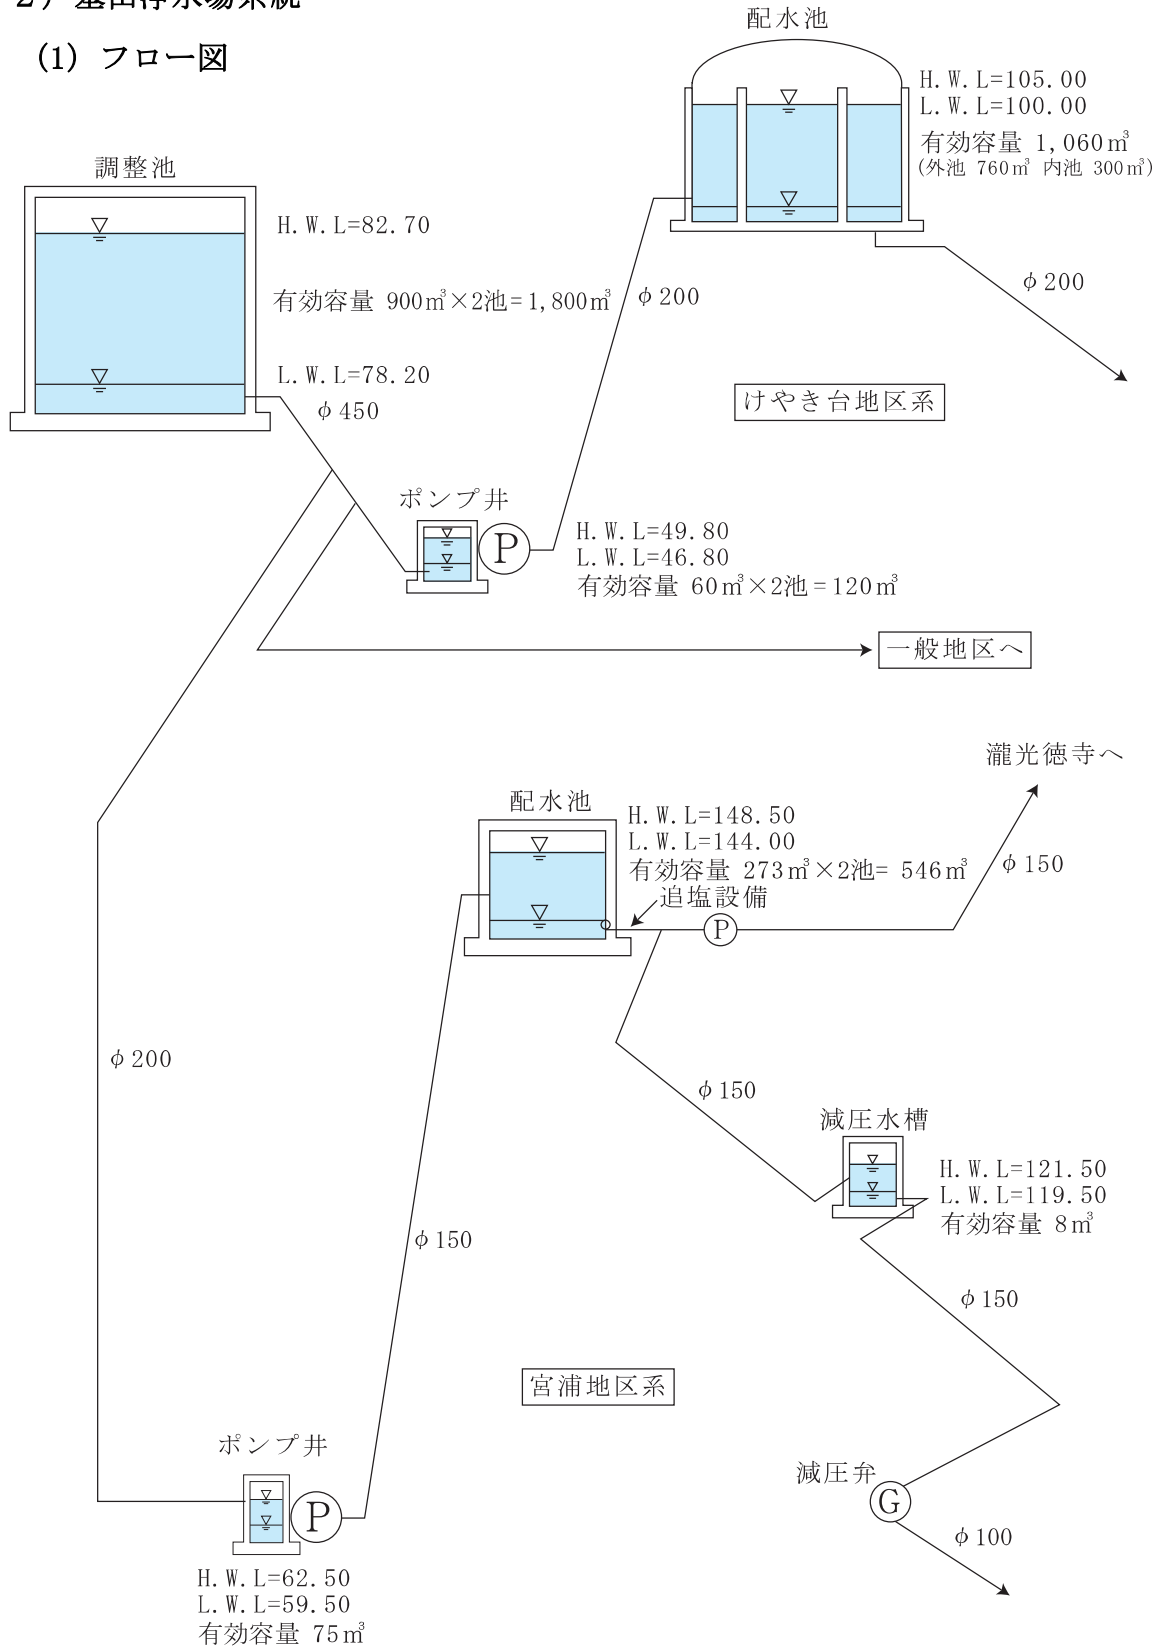 (1) フロー図
配水池
H.W.L=105.00
L.W.L=100.00
有効容量 1,060㎥
(外池 760㎥ 内池 300㎥)
調整池
H.W.L=82.70
有効容量 900㎥×2池=1,800㎥
L.W.L=78.20
φ450
φ200
φ200
けやき台地区系
ポンプ井
P
H.W.L=49.80
L.W.L=46.80
有効容量 60㎥×2池=120㎥
一般地区へ
瀧光徳寺へ
配水池
H.W.L=148.50
L.W.L=144.00
有効容量 273㎥×2池= 546㎥
追塩設備
P
φ150
φ200
φ150
減圧水槽
H.W.L=121.50
L.W.L=119.50
有効容量 8㎥
φ150
φ150
宮浦地区系
ポンプ井
P
H.W.L=62.50
L.W.L=59.50
有効容量 75㎥
減圧弁
G
φ100